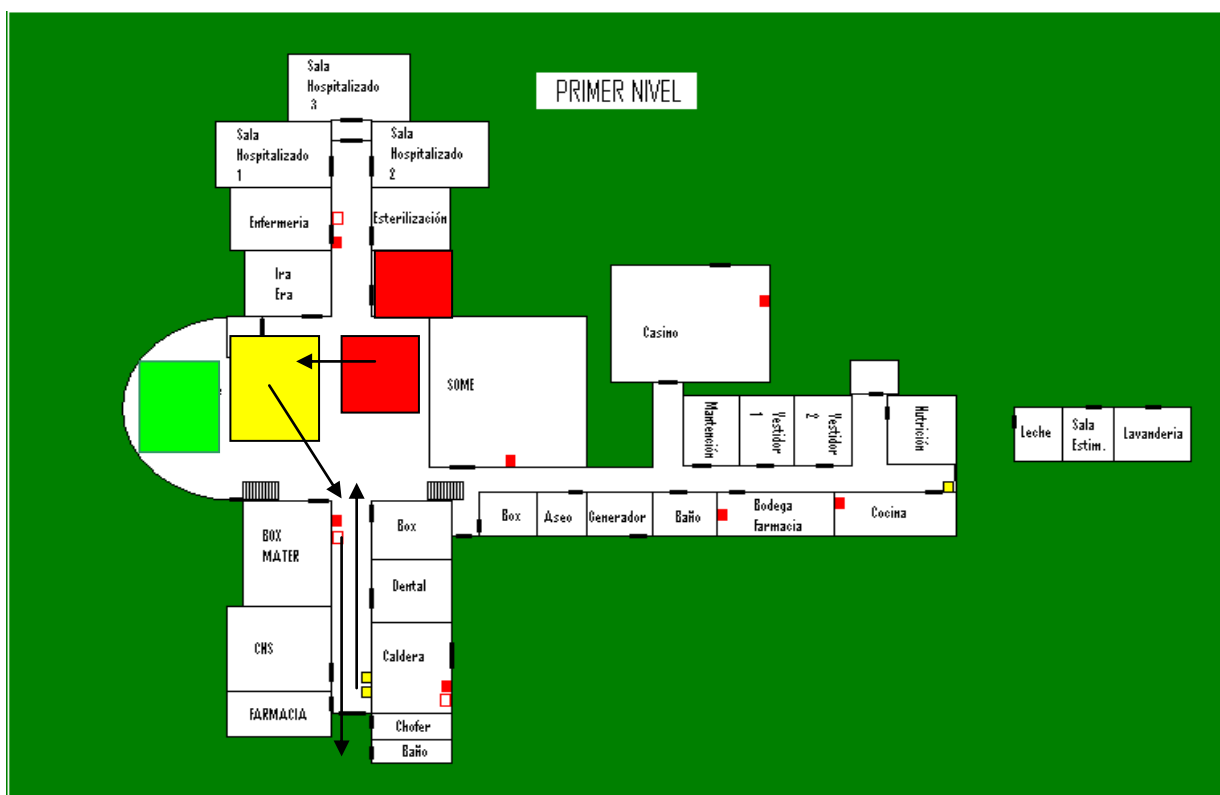 PRIMER NIVEL
Sala
Hospitalizado
3
Sala
Hospitalizado
1
Sala
Hospitalizado
2
Enfermeria
Esterilización
Ira
Era
SOME
Casino
Mantención
Vestidor
1
Vestidor
2
Nutrición
Leche
Sala
Estim.
Lavanderia
Box
Aseo
Generador
Baño
Bodega
Farmacia
Cocina
BOX
MATER
Box
Dental
CHS
Caldera
FARMACIA
Chofer
Baño